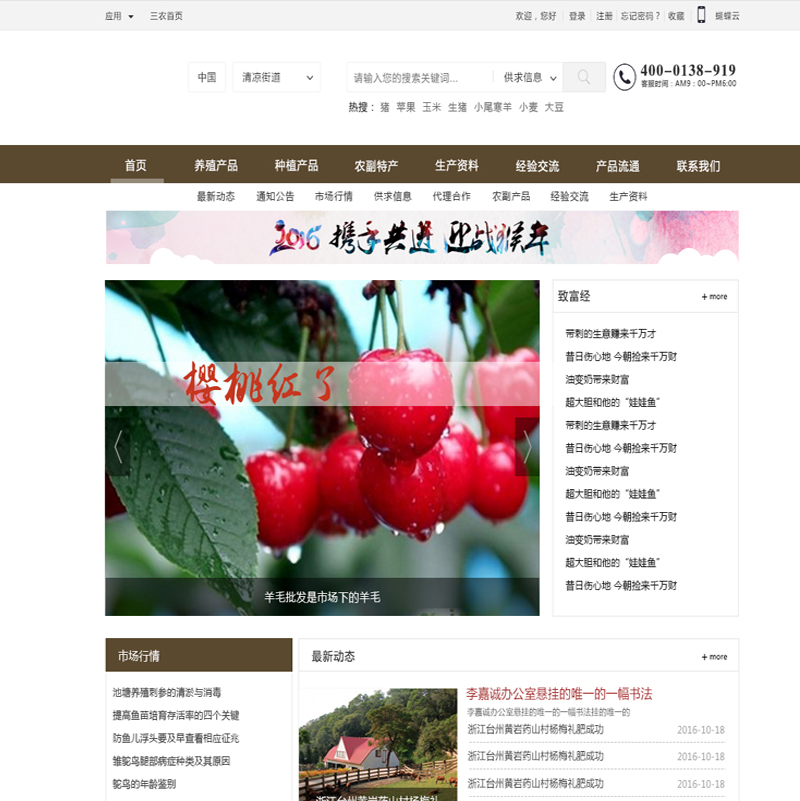 应用 三农首页 欢迎，您好 登录 注册 忘记密码？ 收藏 蝴蝶云
中国 清凉街道 请输入您的搜索关键词... 供求信息 400-0138-919
客服时间：AM9：00~PM6:00
热搜： 猪 苹果 玉米 生猪 小尾寒羊 小麦 大豆
首页 养殖产品 种植产品 农副特产 生产资料 经验交流 产品流通 联系我们
最新动态 通知公告 市场行情 供求信息 代理合作 农副产品 经验交流 生产资料
2016 携手共进 迎战猴年
樱桃红了
羊毛批发是市场下的羊毛
致富经 + more
带刺的生意赚来千万才
昔日伤心地 今朝捡来千万财
油变奶带来财富
超大胆和他的“娃娃鱼”
带刺的生意赚来千万才
昔日伤心地 今朝捡来千万财
油变奶带来财富
超大胆和他的“娃娃鱼”
昔日伤心地 今朝捡来千万财
油变奶带来财富
超大胆和他的“娃娃鱼”
昔日伤心地 今朝捡来千万财
市场行情
池塘养殖刺参的清淤与消毒
提高鱼苗培育存活率的四个关键
防鱼儿浮头要及早查看相应征兆
雏鸵鸟腿部病症种类及其原因
鸵鸟的年龄鉴别
最新动态 + more
李嘉诚办公室悬挂的唯一的一幅书法
李嘉诚办公室悬挂的唯一的一幅书法挂的唯一的
浙江台州黄岩药山村杨梅礼肥成功 2016-10-18
浙江台州黄岩药山村杨梅礼肥成功 2016-10-18
浙江台州黄岩药山村杨梅礼肥成功 2016-10-18
浙江台州黄岩药山村杨梅礼